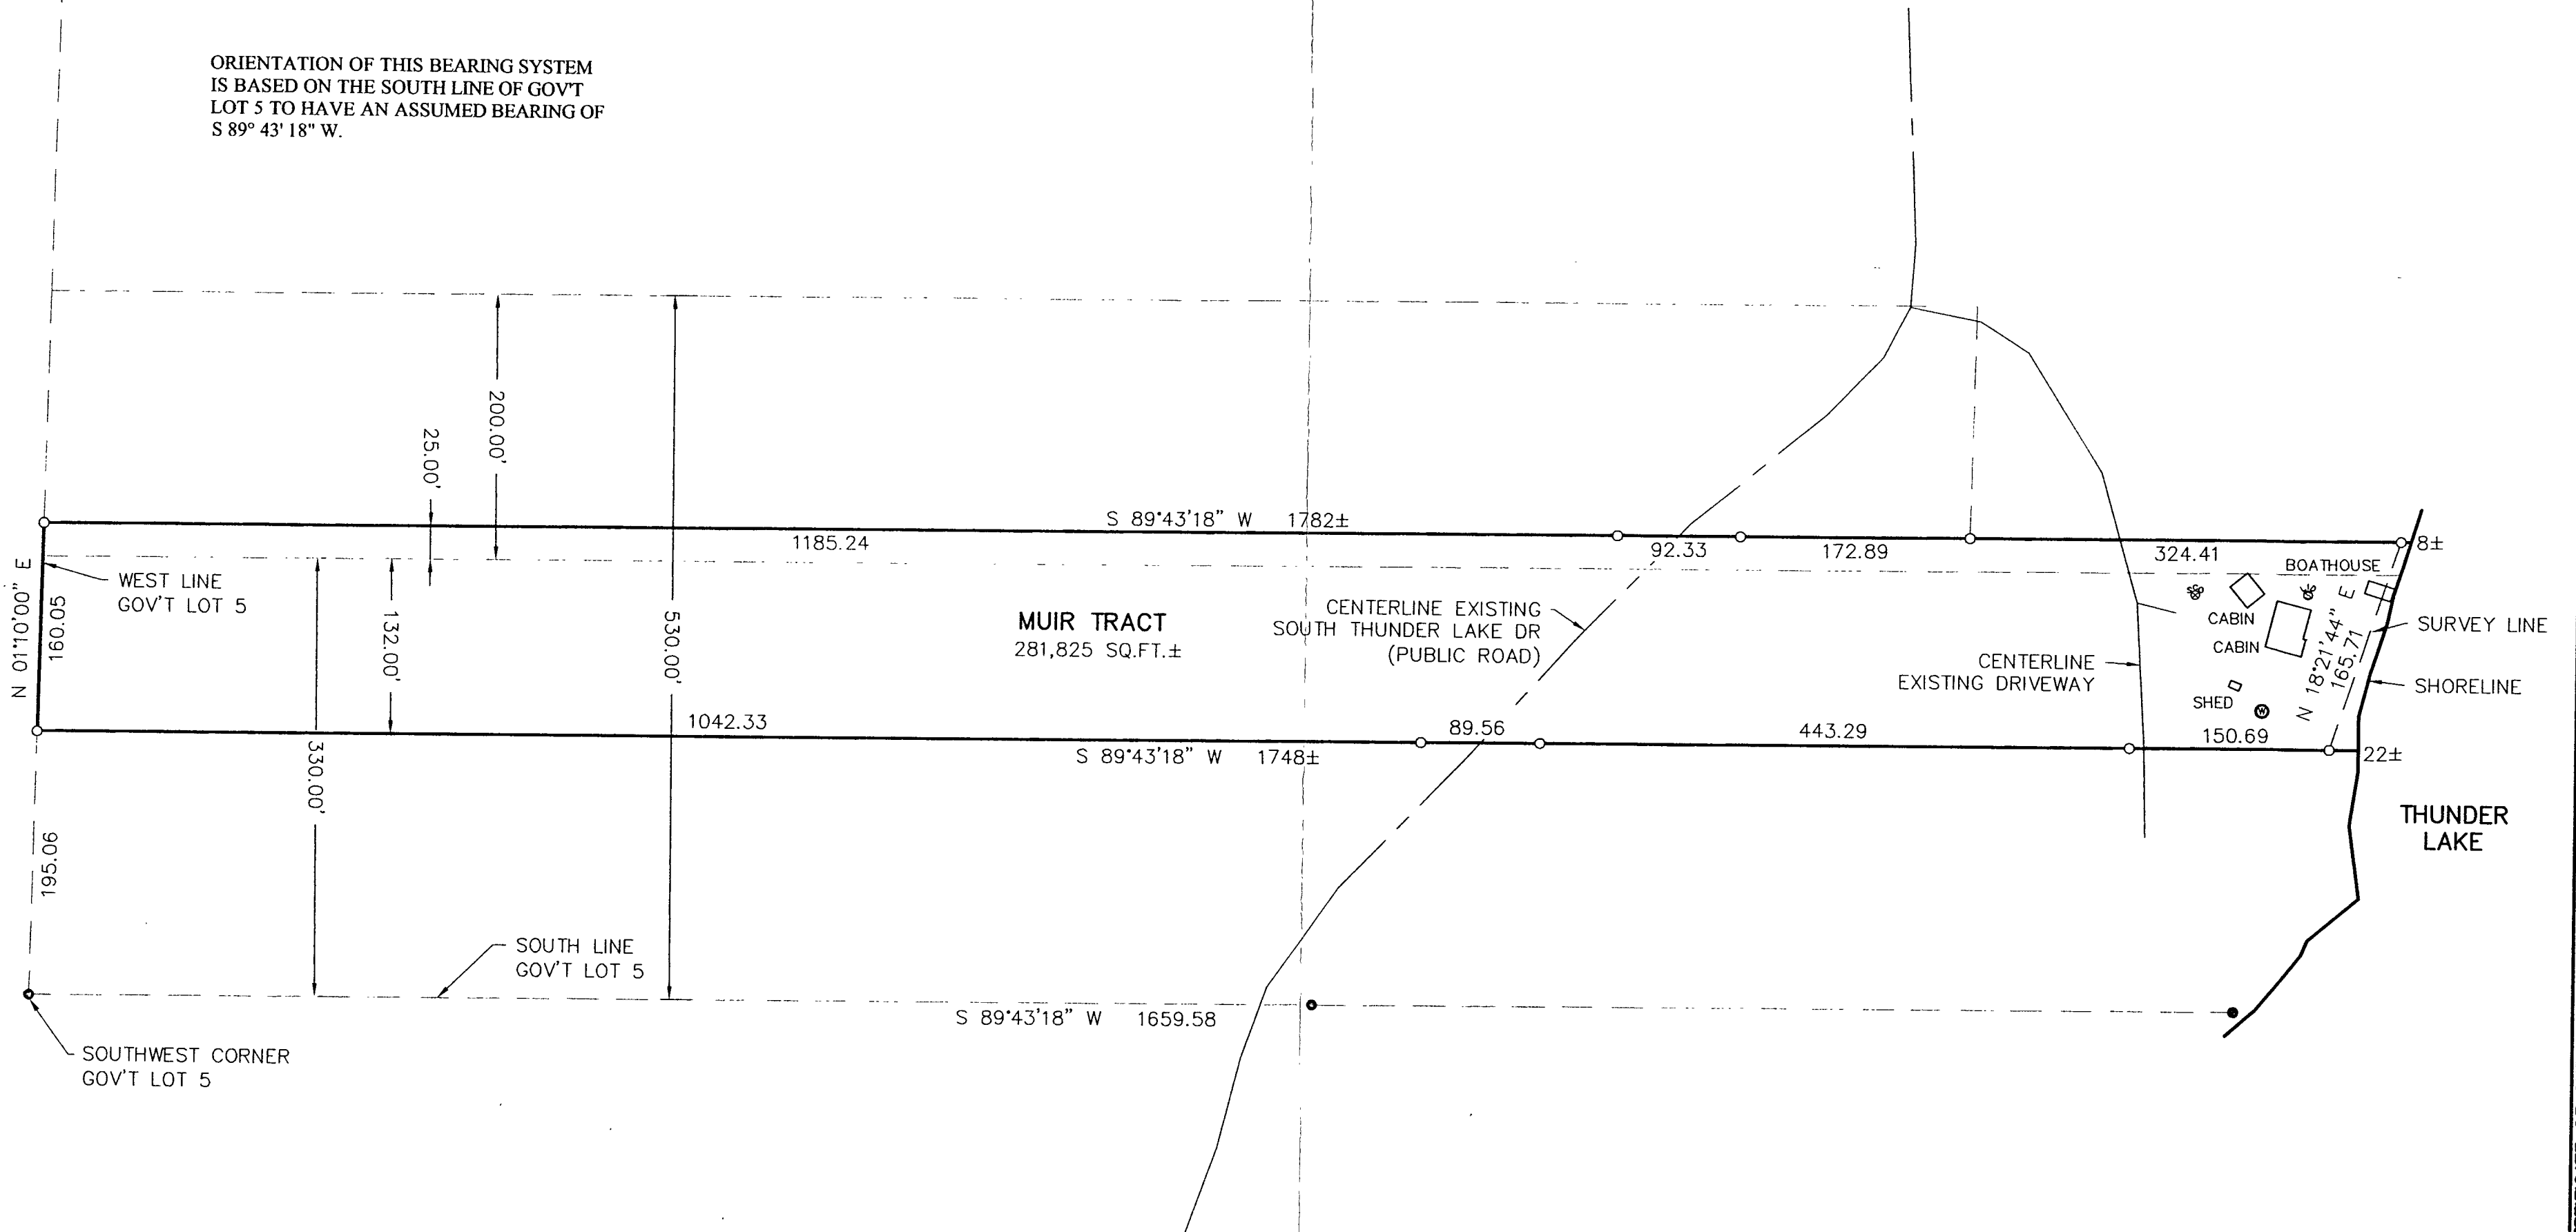 ORIENTATION OF THIS BEARING SYSTEM
IS BASED ON THE SOUTH LINE OF GOV'T
LOT 5 TO HAVE AN ASSUMED BEARING OF
S 89° 43' 18" W.
200.00'
25.00'
S 89°43'18" W 1782±
1185.24
92.33
172.89
324.41
8±
BOATHOUSE
WEST LINE
GOV'T LOT 5
N 01°10'00" E
160.05
132.00'
530.00'
MUIR TRACT
281,825 SQ.FT.±
CENTERLINE EXISTING
SOUTH THUNDER LAKE DR
(PUBLIC ROAD)
CABIN
CABIN
N 18°21'44" E
165.71
SURVEY LINE
CENTERLINE
EXISTING DRIVEWAY
SHORELINE
SHED
W
1042.33
89.56
443.29
150.69
S 89°43'18" W 1748±
22±
330.00'
THUNDER
LAKE
195.06
SOUTH LINE
GOV'T LOT 5
S 89°43'18" W 1659.58
SOUTHWEST CORNER
GOV'T LOT 5